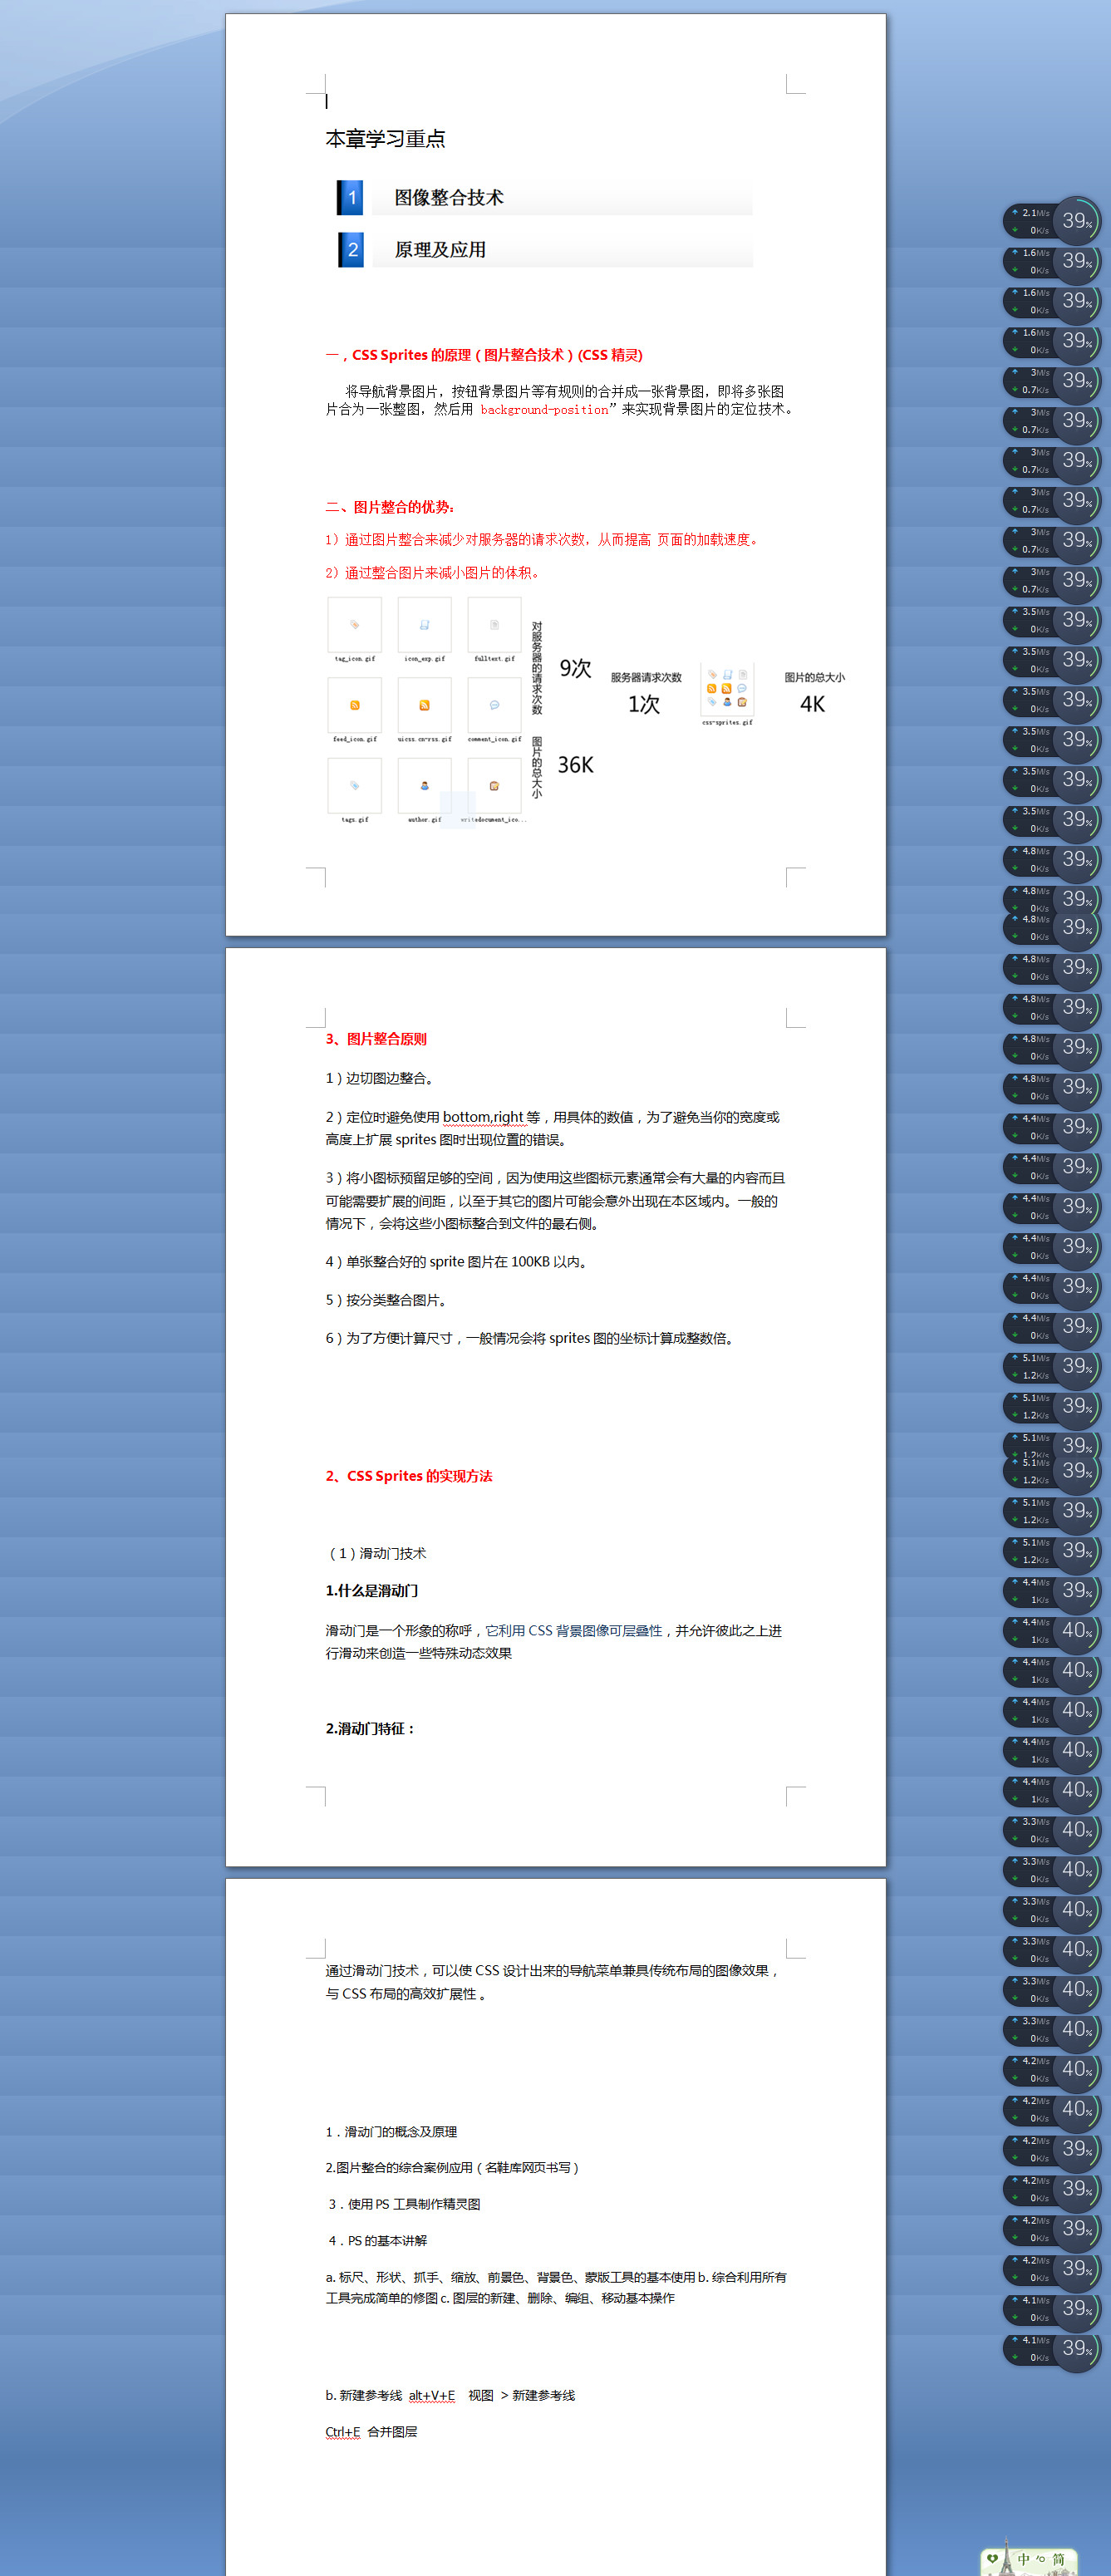 本章学习重点
1 图像整合技术
2 原理及应用
一，CSS Sprites 的原理（图片整合技术）(CSS 精灵)
将导航背景图片，按钮背景图片等有规则的合并成一张背景图，即将多张图
片合为一张整图，然后用 background-position”来实现背景图片的定位技术。
二、图片整合的优势：
1）通过图片整合来减少对服务器的请求次数，从而提高 页面的加载速度。
2）通过整合图片来减小图片的体积。
tag_icon.gif icon_exp.gif fulltext.gif
feed_icon.gif uicss.cn-rss.gif comment_icon.gif
tags.gif author.gif writedocument_ico...
对服务器的请求次数 9次
图片的总大小 36K
服务器请求次数
1次
css-sprites.gif
图片的总大小
4K
3、图片整合原则
1）边切图边整合。
2）定位时避免使用 bottom,right 等，用具体的数值，为了避免当你的宽度或
高度上扩展 sprites 图时出现位置的错误。
3）将小图标预留足够的空间，因为使用这些图标元素通常会有大量的内容而且
可能需要扩展的间距，以至于其它的图片可能会意外出现在本区域内。一般的
情况下，会将这些小图标整合到文件的最右侧。
4）单张整合好的 sprite 图片在 100KB 以内。
5）按分类整合图片。
6）为了方便计算尺寸，一般情况会将 sprites 图的坐标计算成整数倍。
2、CSS Sprites 的实现方法
（1）滑动门技术
1.什么是滑动门
滑动门是一个形象的称呼，它利用 CSS 背景图像可层叠性，并允许彼此之上进
行滑动来创造一些特殊动态效果
2.滑动门特征：
通过滑动门技术，可以使 CSS 设计出来的导航菜单兼具传统布局的图像效果，
与 CSS 布局的高效扩展性 。
1．滑动门的概念及原理
2.图片整合的综合案例应用（名鞋库网页书写）
3．使用 PS 工具制作精灵图
4．PS 的基本讲解
a. 标尺、形状、抓手、缩放、前景色、背景色、蒙版工具的基本使用 b. 综合利用所有
工具完成简单的修图 c. 图层的新建、删除、编组、移动基本操作
b. 新建参考线 alt+V+E 视图 > 新建参考线
Ctrl+E 合并图层
中 简